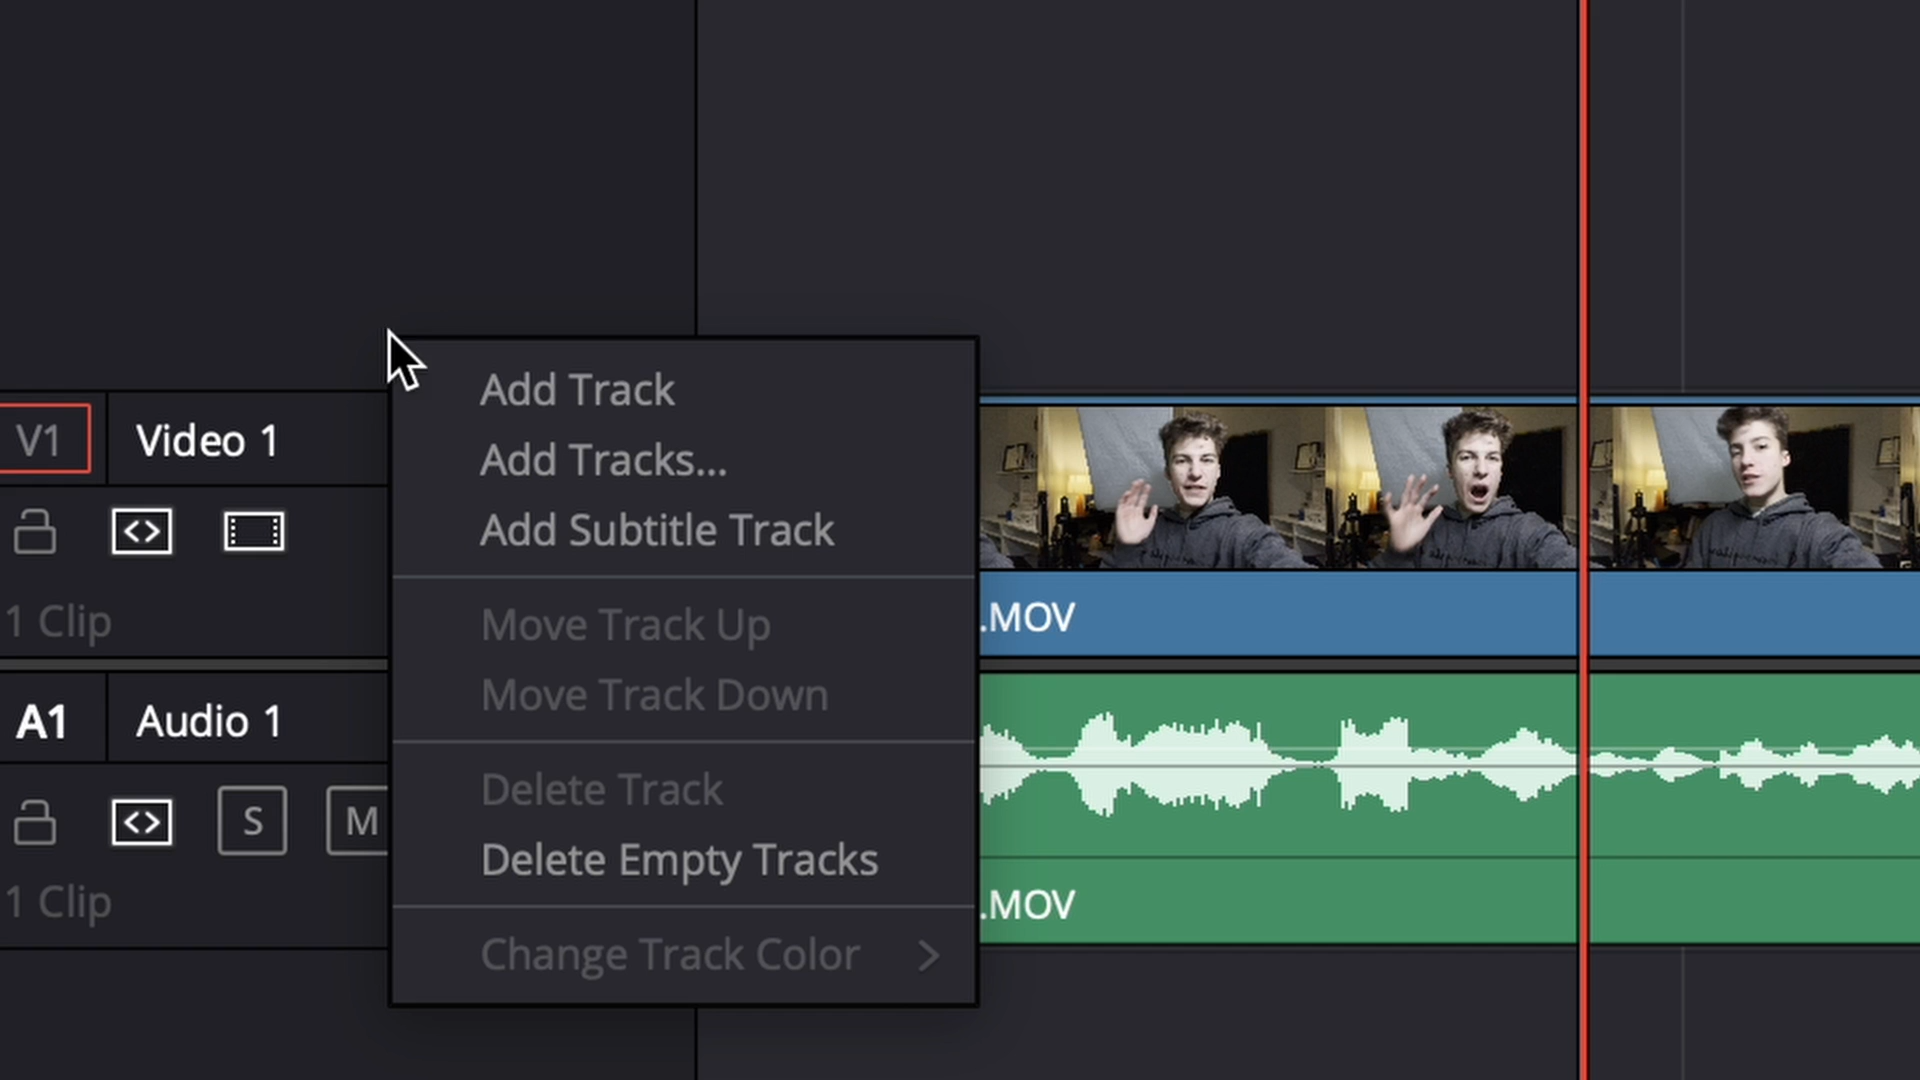 Add Track
Add Tracks...
Add Subtitle Track
Move Track Up
Move Track Down
Delete Track
Delete Empty Tracks
Change Track Color
V1 Video 1
1 Clip
.MOV
A1 Audio 1
S M
1 Clip
.MOV